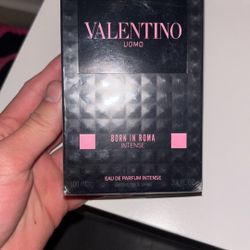 VALENTINO
UOMO
BORN IN ROMA
INTENSE
EAU DE PARFUM INTENSE